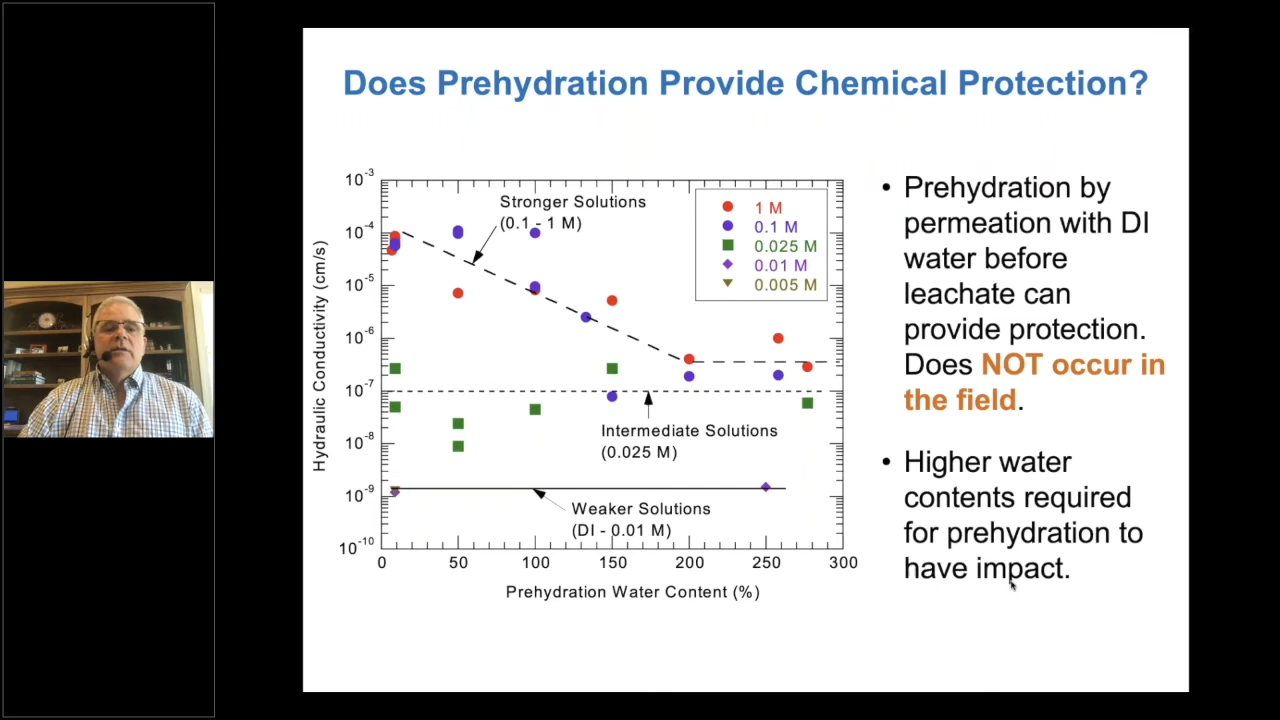 Does Prehydration Provide Chemical Protection?
10-3
10-4
10-5
10-6
10-7
10-8
10-9
10-10
Hydraulic Conductivity (cm/s)
Stronger Solutions
(0.1 - 1 M)
1 M
0.1 M
0.025 M
0.01 M
0.005 M
Intermediate Solutions
(0.025 M)
Weaker Solutions
(DI - 0.01 M)
0 50 100 150 200 250 300
Prehydration Water Content (%)
• Prehydration by
permeation with DI
water before
leachate can
provide protection.
Does NOT occur in
the field.
• Higher water
contents required
for prehydration to
have impact.